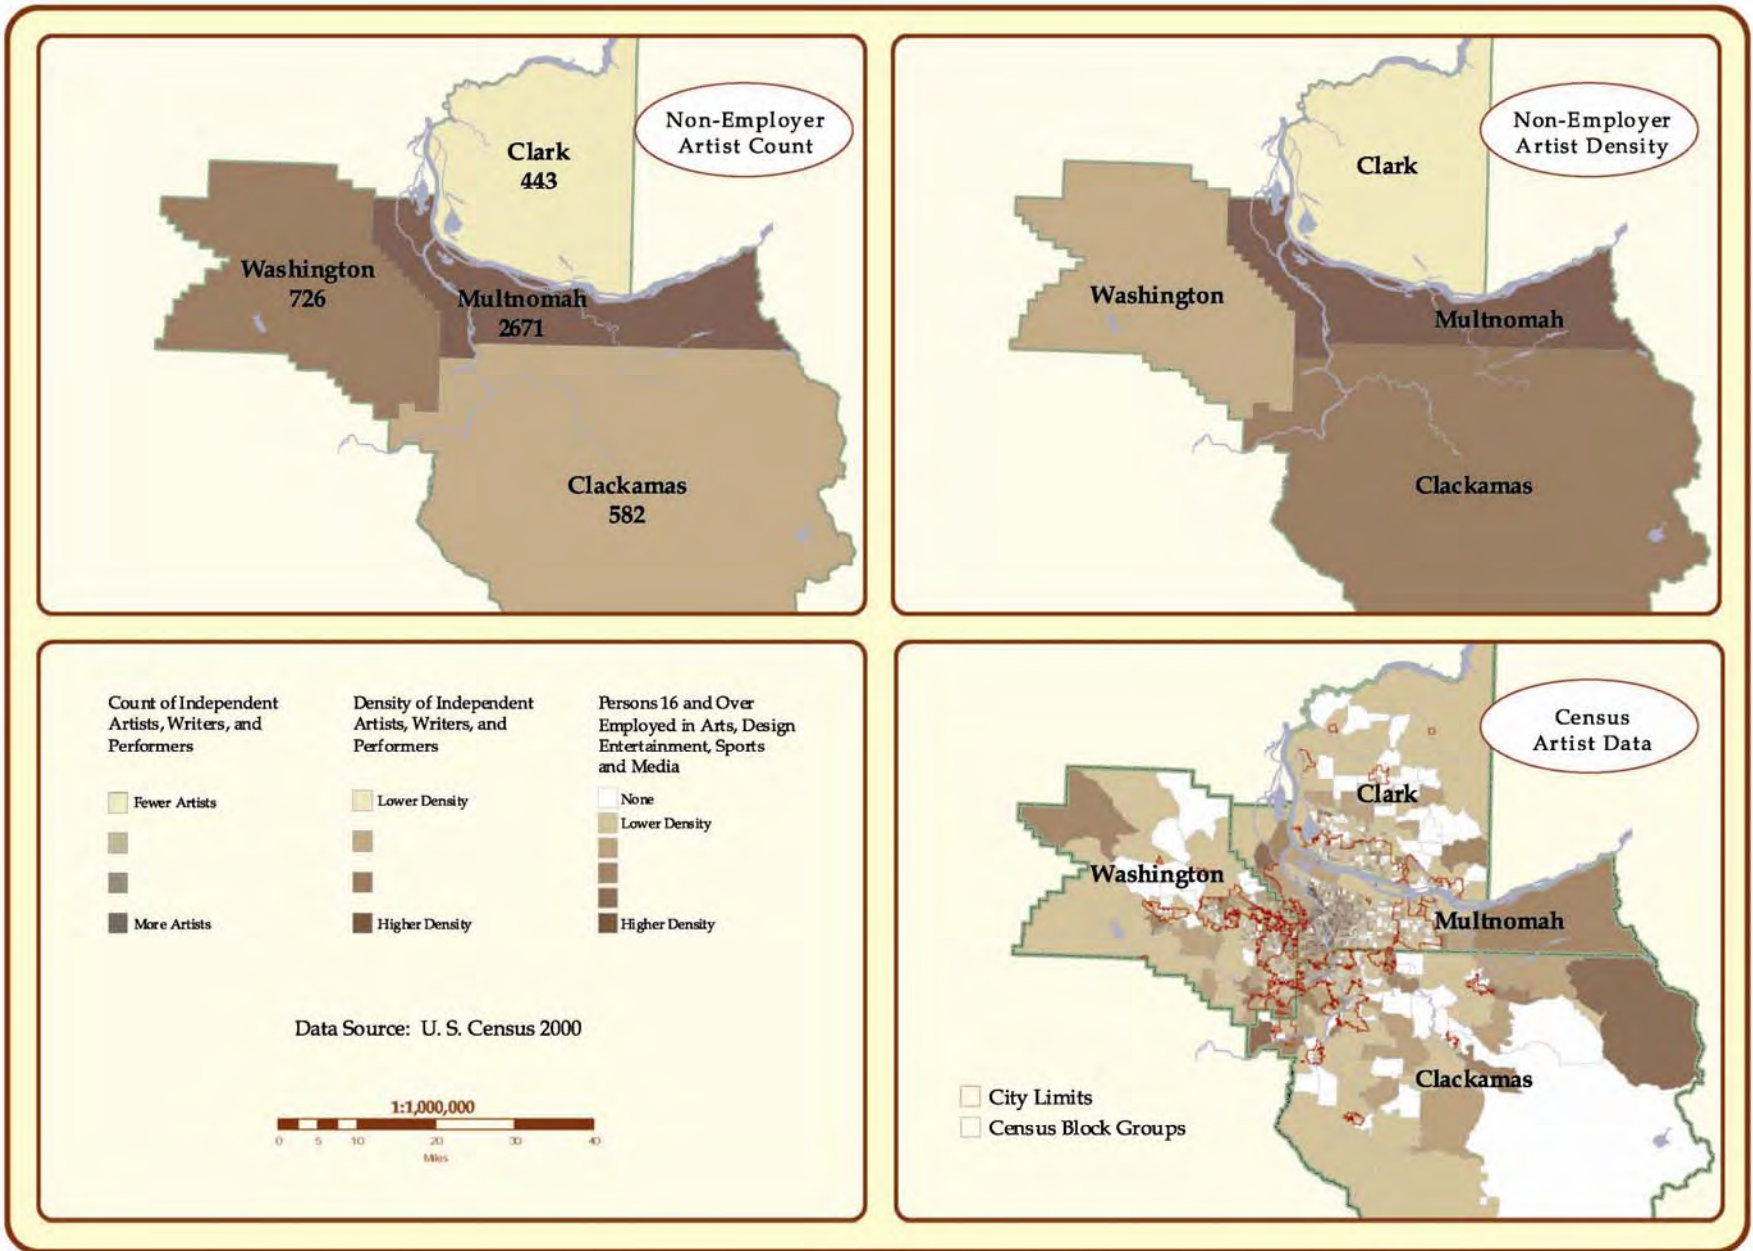 Non-Employer
Artist Count
Clark
443
Washington
726
Multnomah
2671
Clackamas
582
Non-Employer
Artist Density
Clark
Washington
Multnomah
Clackamas
Count of Independent
Artists, Writers, and
Performers
Fewer Artists
More Artists
Density of Independent
Artists, Writers, and
Performers
Lower Density
Higher Density
Persons 16 and Over
Employed in Arts, Design
Entertainment, Sports
and Media
None
Lower Density
Higher Density
Data Source: U. S. Census 2000
1:1,000,000
0 5 10 20 30 40
Miles
Census
Artist Data
Clark
Washington
Multnomah
Clackamas
City Limits
Census Block Groups